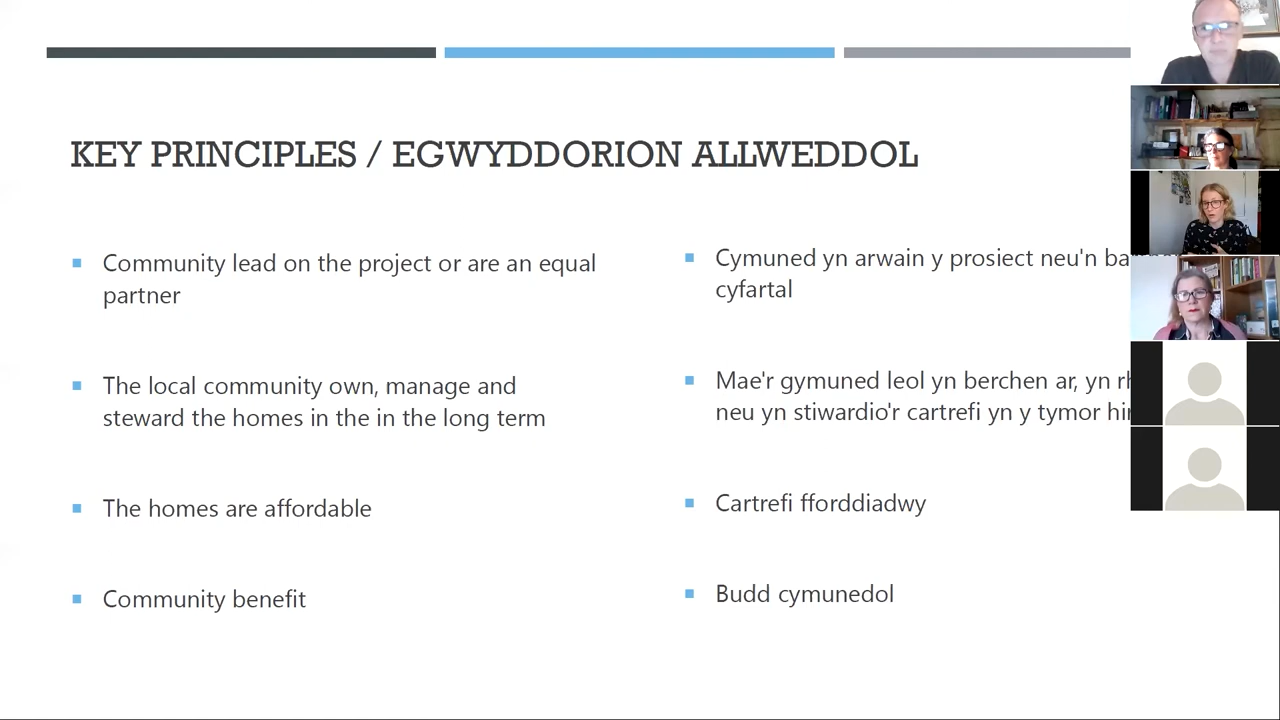 KEY PRINCIPLES / EGWYDDORION ALLWEDDOL
Community lead on the project or are an equal
partner
The local community own, manage and
steward the homes in the in the long term
The homes are affordable
Community benefit
Cymuned yn arwain y prosiect neu'n
cyfartal
Mae'r gymuned leol yn berchen ar, yn
neu yn stiwardio'r cartrefi yn y tymor
Cartrefi fforddiadwy
Budd cymunedol